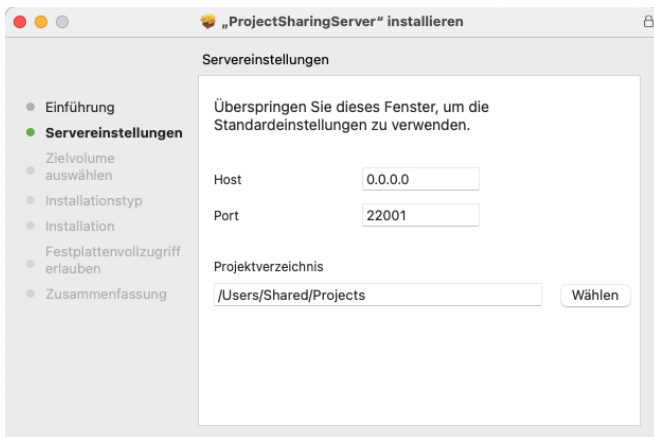 „ProjectSharingServer“ installieren
Servereinstellungen
Einführung
Servereinstellungen
Zielvolume
auswählen
Installationstyp
Installation
Festplattenvollzugriff
erlauben
Zusammenfassung
Überspringen Sie dieses Fenster, um die
Standardeinstellungen zu verwenden.
Host 0.0.0.0
Port 22001
Projektverzeichnis
/Users/Shared/Projects Wählen